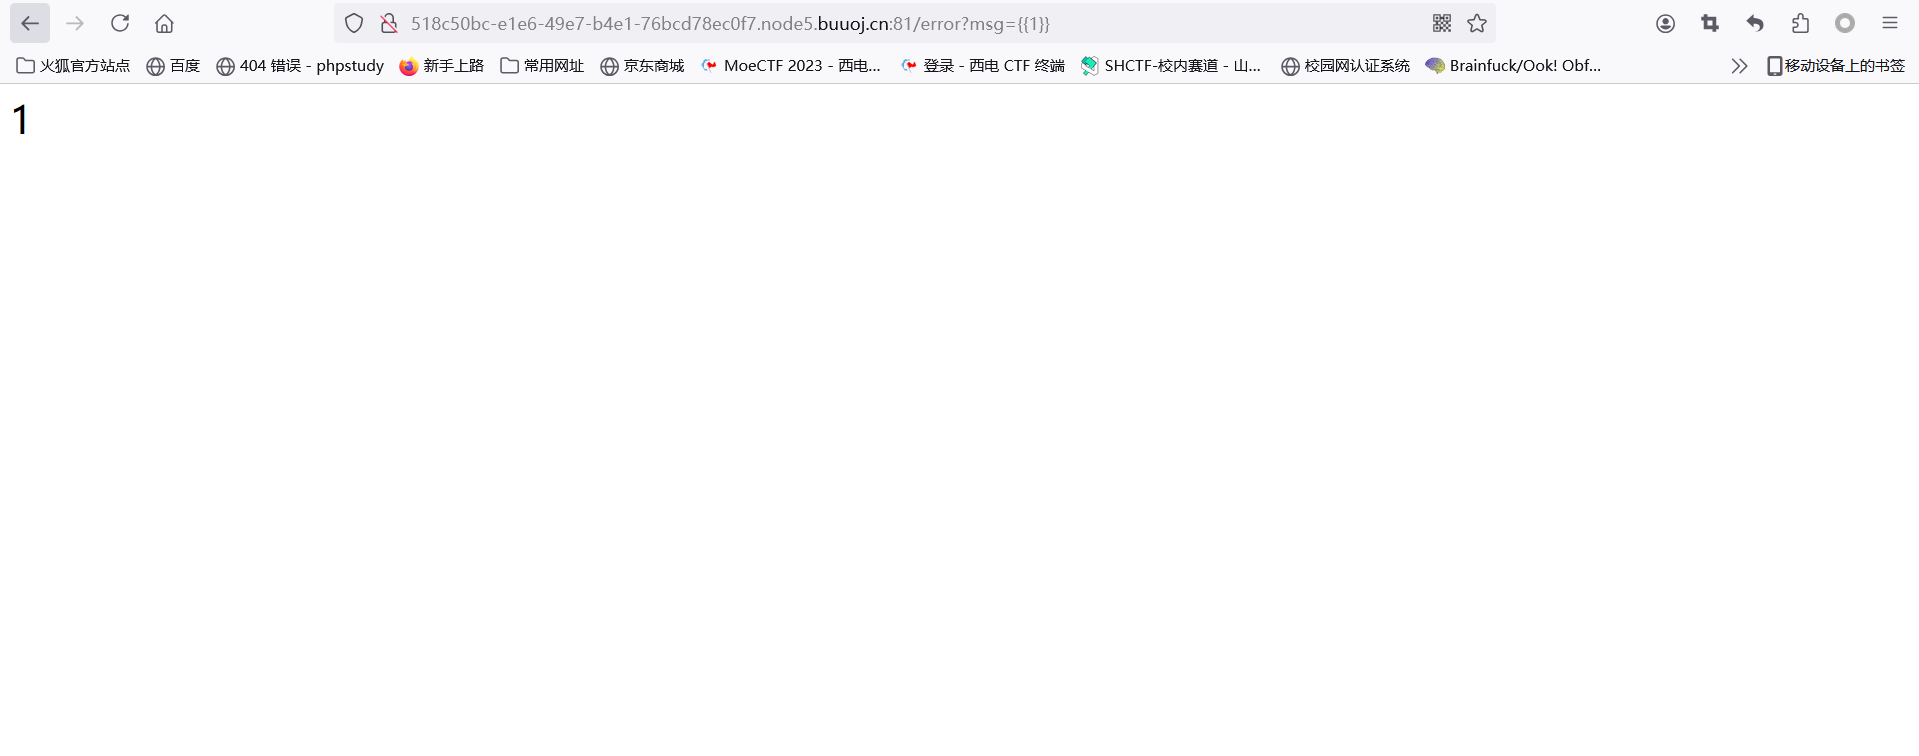 518c50bc-e1e6-49e7-b4e1-76bcd78ec0f7.node5.buuoj.cn:81/error?msg={{1}}
火狐官方站点 百度 404 错误 - phpstudy 新手上路 常用网址 京东商城 MoeCTF 2023 - 西电... 登录 - 西电 CTF 终端 SHCTF-校内赛道 - 山... 校园网认证系统 Brainfuck/Ook! Obf... 移动设备上的书签
1